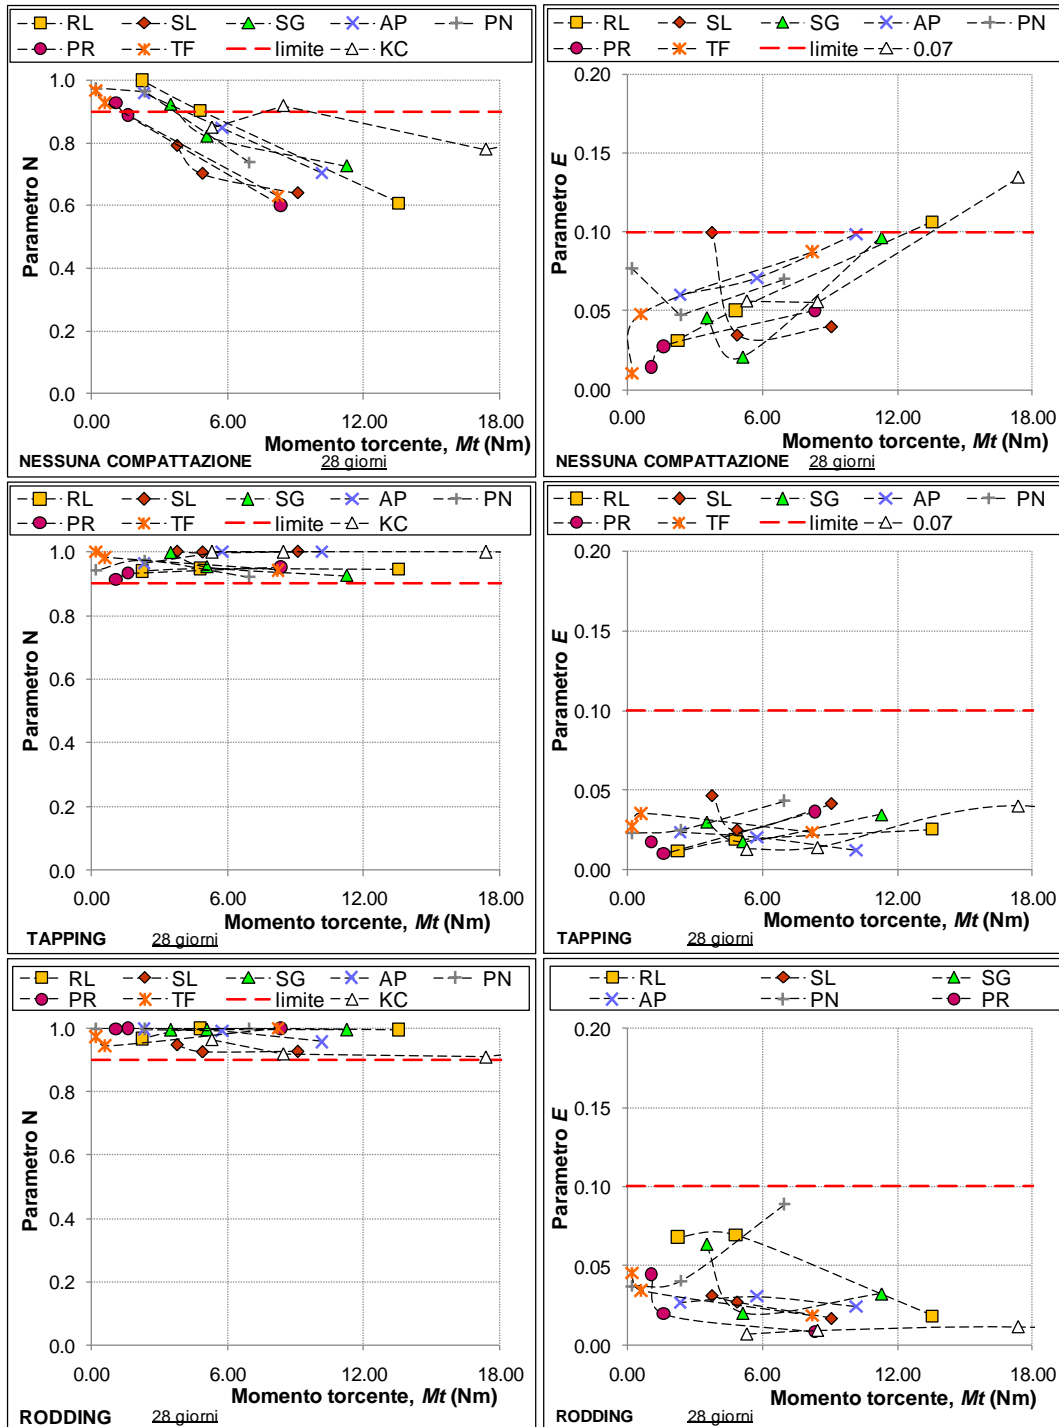 RL SL SG AP PN
PR TF limite KC
Parametro N
1.0
0.8
0.6
0.4
0.2
0.0
0.00 6.00 12.00 18.00
Momento torcente, Mt (Nm)
NESSUNA COMPATTAZIONE 28 giorni
RL SL SG AP PN
PR TF limite 0.07
Parametro E
0.20
0.15
0.10
0.05
0.00
0.00 6.00 12.00 18.00
Momento torcente, Mt (Nm)
NESSUNA COMPATTAZIONE 28 giorni
RL SL SG AP PN
PR TF limite KC
Parametro N
1.0
0.8
0.6
0.4
0.2
0.0
0.00 6.00 12.00 18.00
Momento torcente, Mt (Nm)
TAPPING 28 giorni
RL SL SG AP PN
PR TF limite 0.07
Parametro E
0.20
0.15
0.10
0.05
0.00
0.00 6.00 12.00 18.00
Momento torcente, Mt (Nm)
TAPPING 28 giorni
RL SL SG AP PN
PR TF limite KC
Parametro N
1.0
0.8
0.6
0.4
0.2
0.0
0.00 6.00 12.00 18.00
Momento torcente, Mt (Nm)
RODDING 28 giorni
RL SL SG
AP PN PR
Parametro E
0.20
0.15
0.10
0.05
0.00
0.00 6.00 12.00 18.00
Momento torcente, Mt (Nm)
RODDING 28 giorni